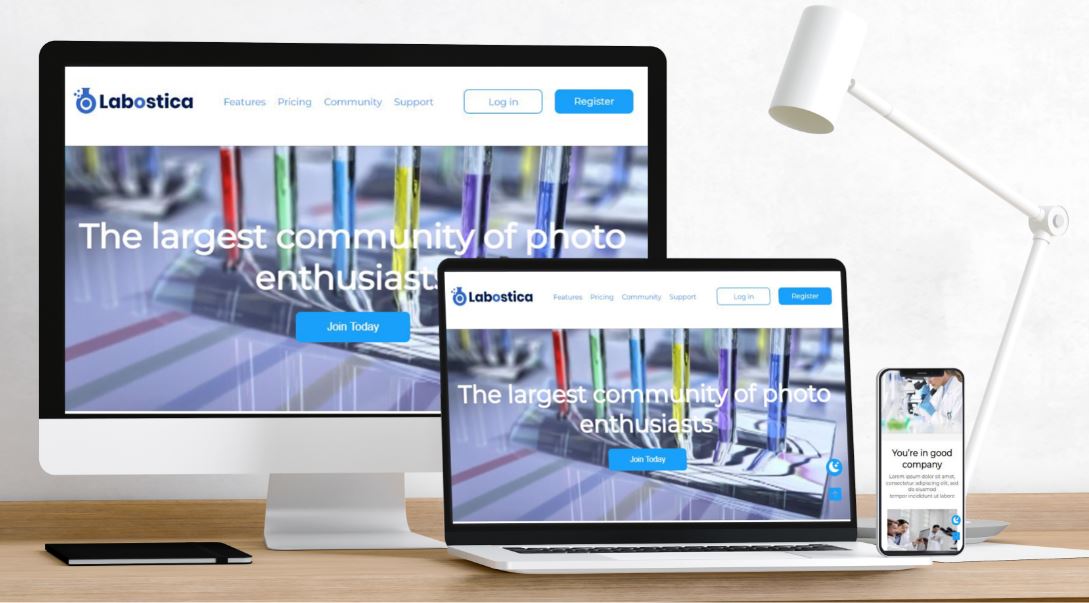 Labostica
Features Pricing Community Support
Log in
Register
The largest community of photo
enthusiasts
Join Today
Labostica
Features Pricing Community Support
Log in
Register
The largest community of photo
enthusiasts
Join Today
You're in good
company
Lorem ipsum dolor sit amet,
consectetur adipiscing elit, sed
do eiusmod
tempor incididunt ut labore